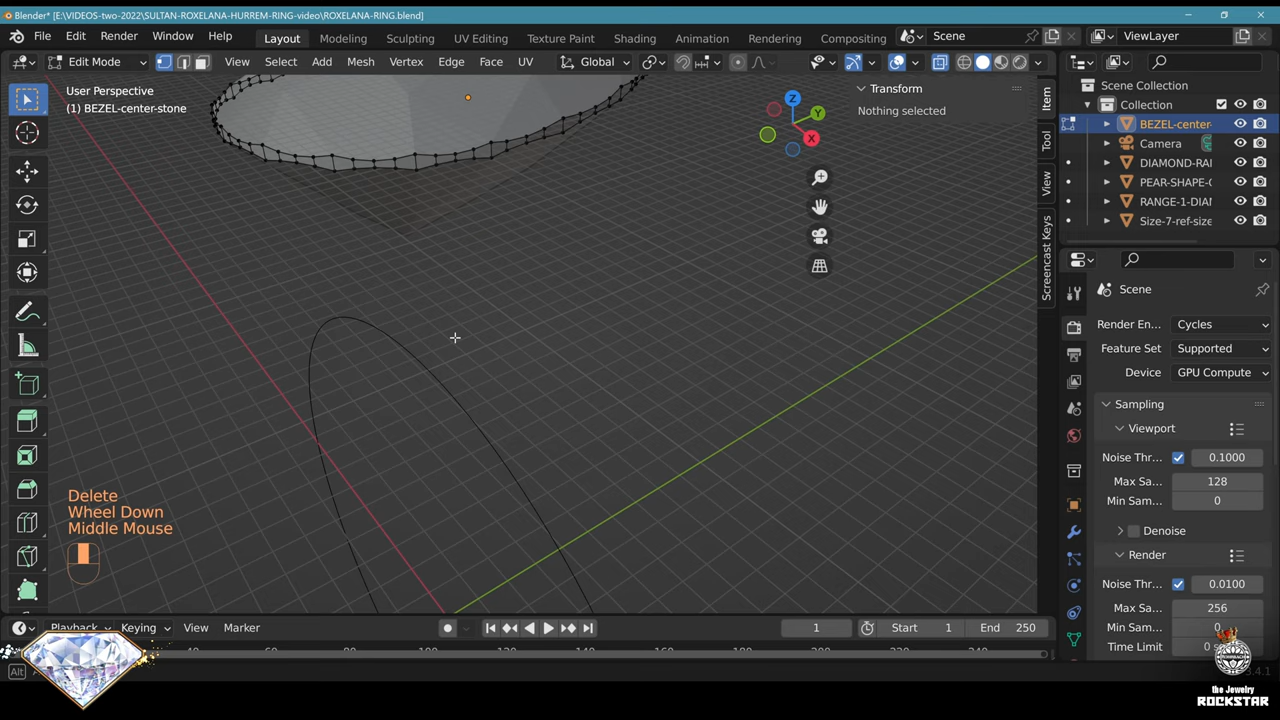 Blender* [E:\VIDEOS-two-2022\SULTAN-ROXELANA-HURREM-RING-video\ROXELANA-RING.blend]
File Edit Render Window Help Layout Modeling Sculpting UV Editing Texture Paint Shading Animation Rendering Compositing Scene ViewLayer
Edit Mode View Select Add Mesh Vertex Edge Face UV Global
User Perspective
(1) BEZEL-center-stone
Transform
Nothing selected
Item
Tool
View
Screencast Keys
Scene Collection
Collection
BEZEL-center-
Camera
DIAMOND-RAI
PEAR-SHAPE-
RANGE-1-DIAI
Size-7-ref-size
Scene
Render En... Cycles
Feature Set Supported
Device GPU Compute
Sampling
Viewport
Noise Thr... 0.1000
Max Sa... 128
Min Sam... 0
Denoise
Render
Noise Thr... 0.0100
Max Sa... 256
Min Sam... 0
Time Limit
Delete
Wheel Down
Middle Mouse
Playback Keying View Marker 1 Start 1 End 250
Alt
3.4.1
the Jewelry
ROCKSTAR